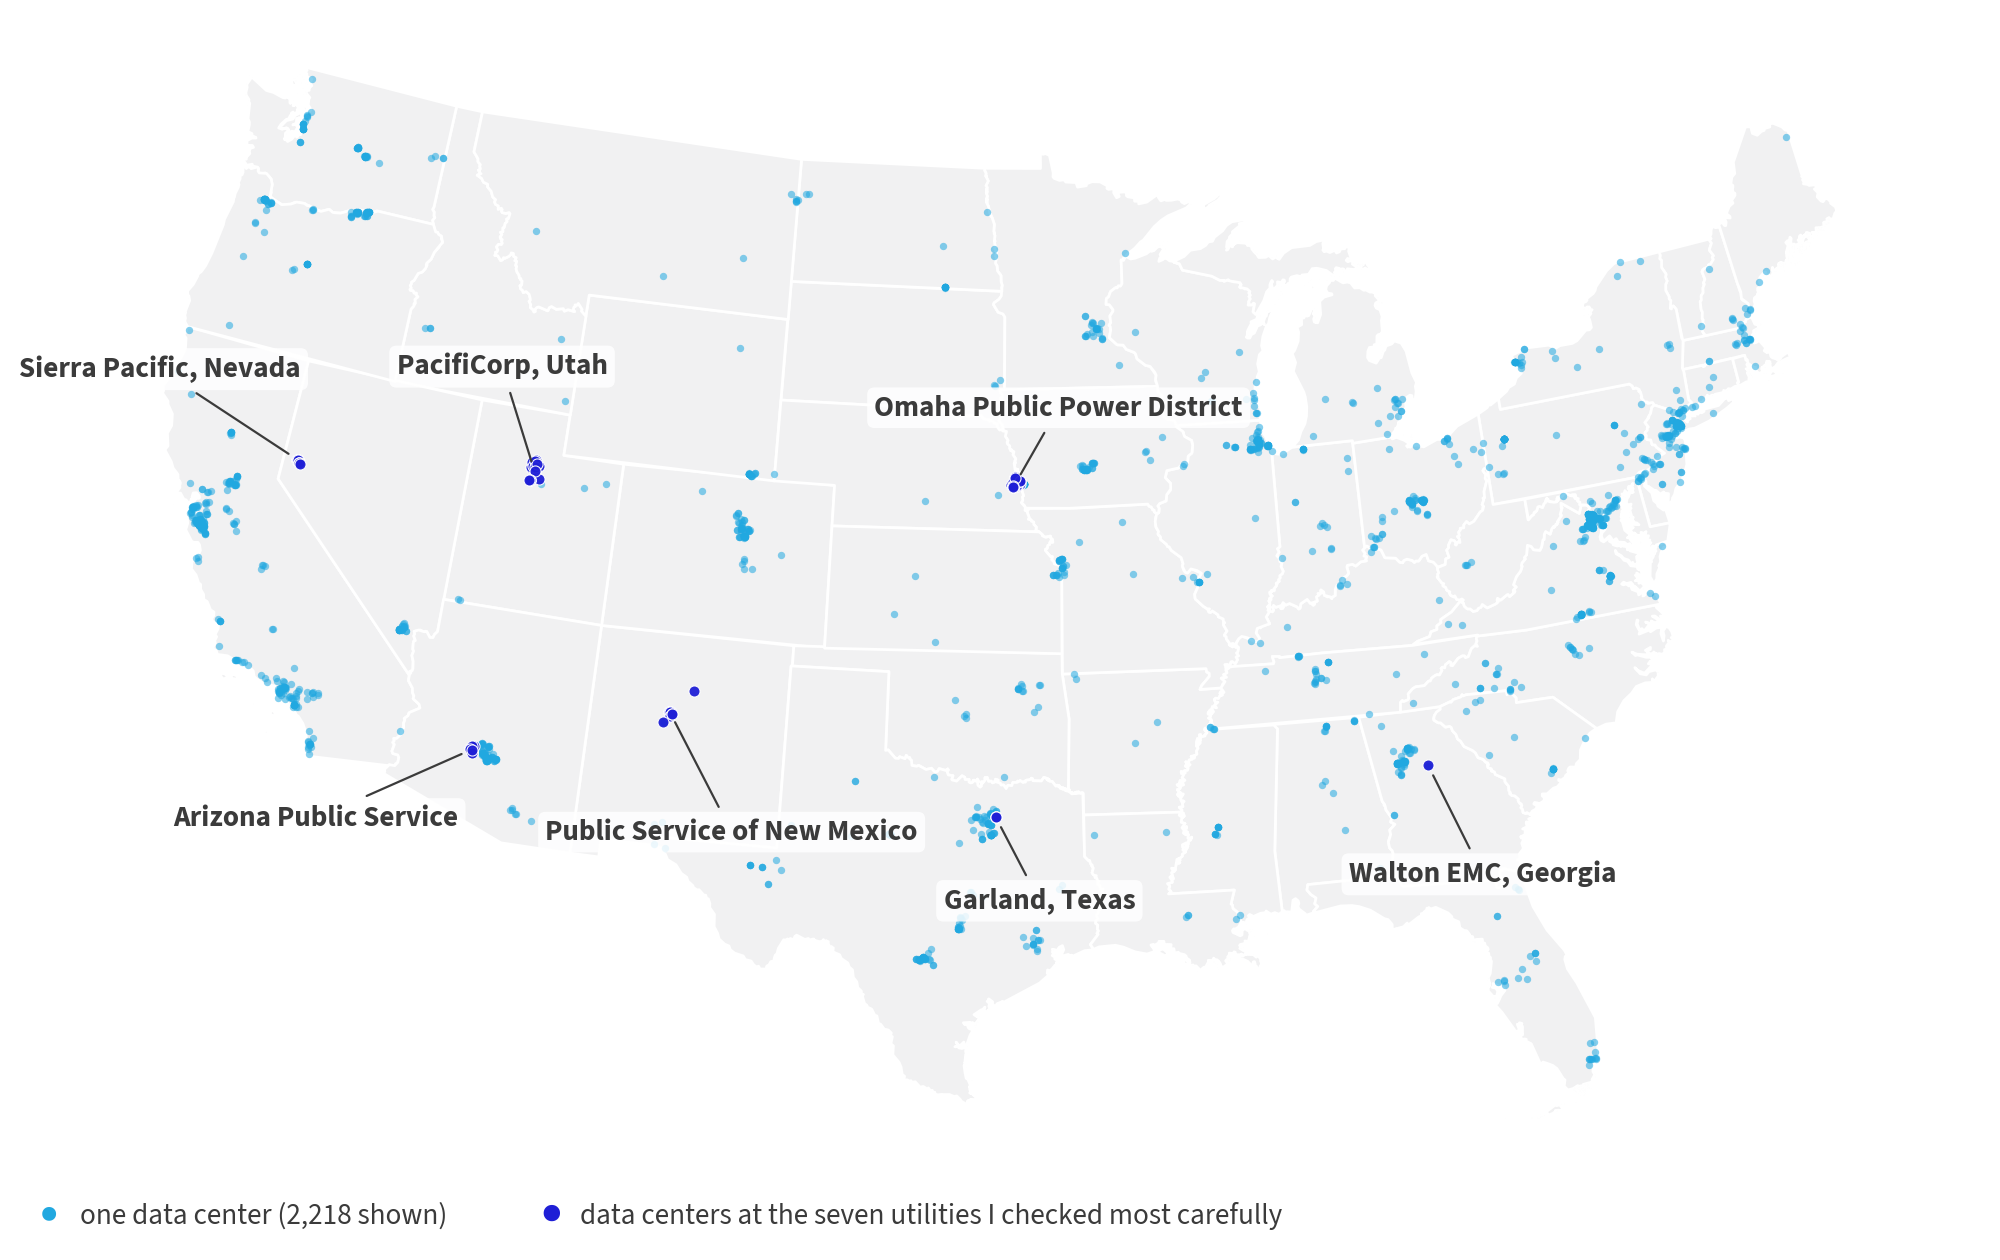 Sierra Pacific, Nevada
PacifiCorp, Utah
Omaha Public Power District
Arizona Public Service
Public Service of New Mexico
Garland, Texas
Walton EMC, Georgia
one data center (2,218 shown)
data centers at the seven utilities I checked most carefully